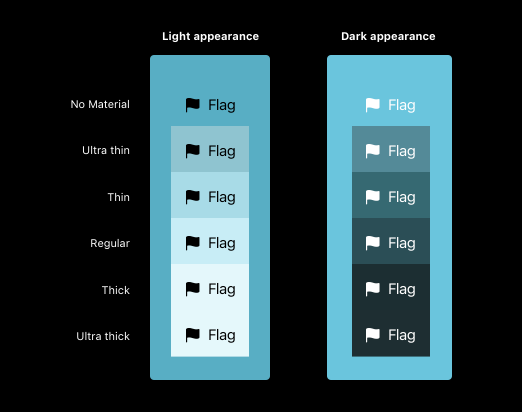 Light appearance Dark appearance
No Material Flag Flag
Ultra thin Flag Flag
Thin Flag Flag
Regular Flag Flag
Thick Flag Flag
Ultra thick Flag Flag